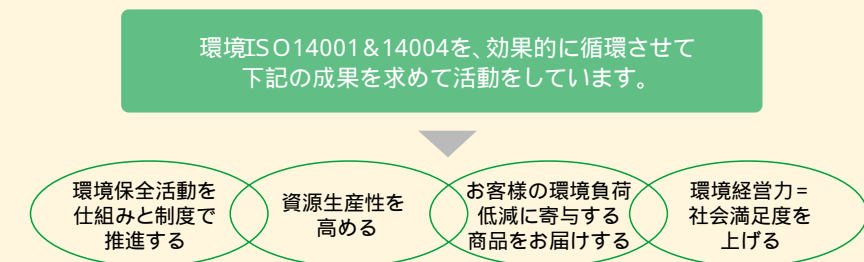 環境ISO14001&14004を、効果的に循環させて
下記の成果を求めて活動をしています。
環境保全活動を
仕組みと制度で
推進する
資源生産性を
高める
お客様の環境負荷
低減に寄与する
商品をお届けする
環境経営力=
社会満足度を
上げる